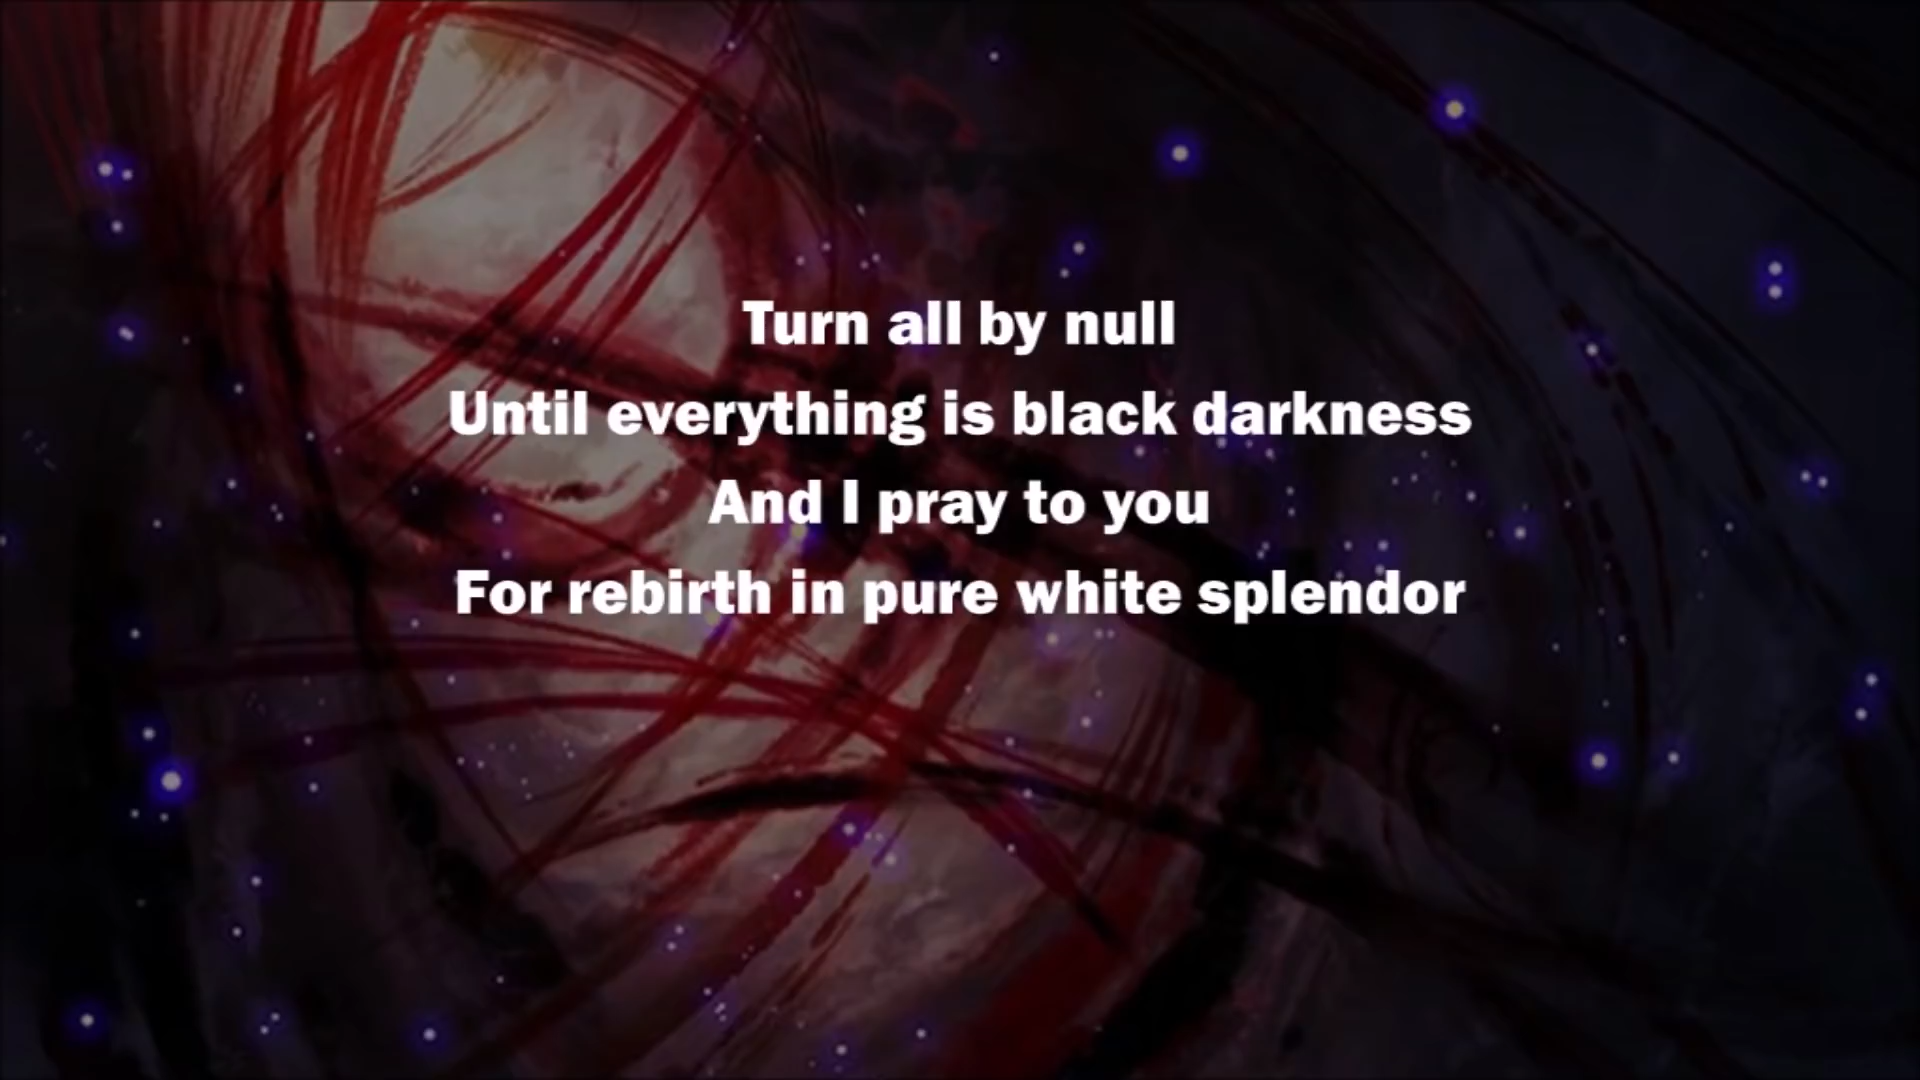 Turn all by null
Until everything is black darkness
And I pray to you
For rebirth in pure white splendor